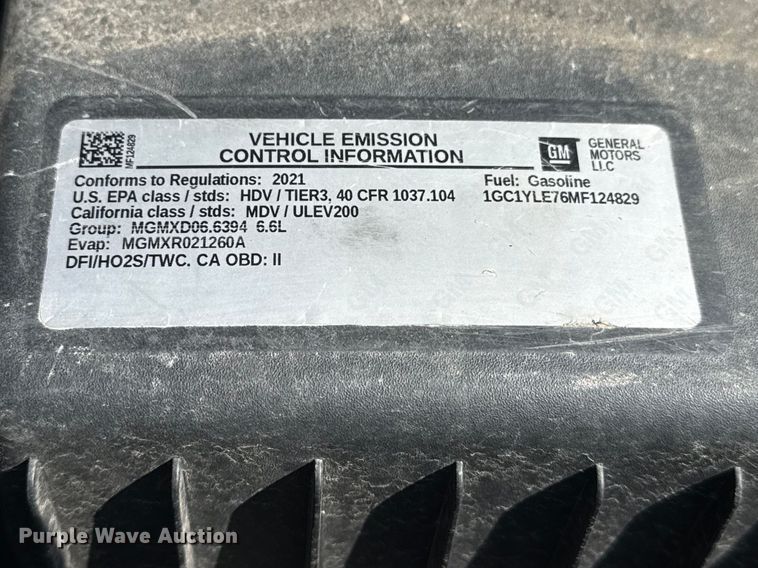 MF124829
VEHICLE EMISSION
CONTROL INFORMATION
GM
GENERAL
MOTORS
LLC
Conforms to Regulations: 2021
Fuel: Gasoline
U.S. EPA class / stds: HDV / TIER3, 40 CFR 1037.104
1GC1YLE76MF124829
California class / stds: MDV / ULEV200
Group: MGMXD06.6394 6.6L
Evap: MGMXR021260A
DFI/HO2S/TWC, CA OBD: II
Purple Wave Auction